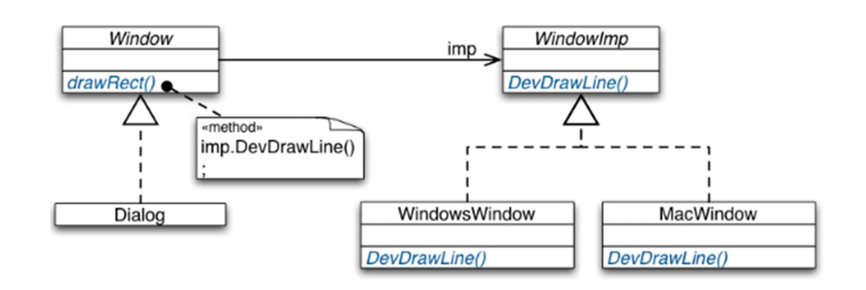 Window
drawRect()
imp
WindowImp
DevDrawLine()
«method»
imp.DevDrawLine()
;
Dialog
WindowsWindow
DevDrawLine()
MacWindow
DevDrawLine()